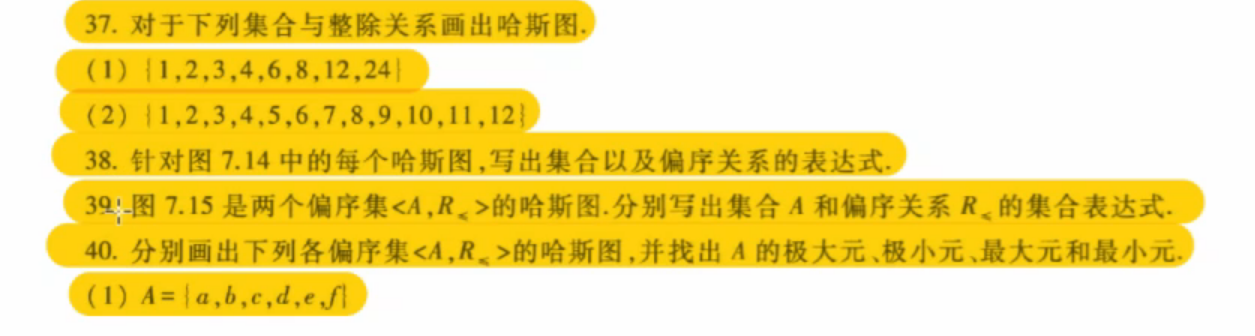 37. 对于下列集合与整除关系画出哈斯图.
(1) {1,2,3,4,6,8,12,24}
(2) {1,2,3,4,5,6,7,8,9,10,11,12}
38. 针对图 7.14 中的每个哈斯图,写出集合以及偏序关系的表达式.
39. 图 7.15 是两个偏序集<A,R≼>的哈斯图.分别写出集合 A 和偏序关系 R≼ 的集合表达式.
40. 分别画出下列各偏序集<A,R≼>的哈斯图,并找出 A 的极大元、极小元、最大元和最小元.
(1) A={a,b,c,d,e,f}